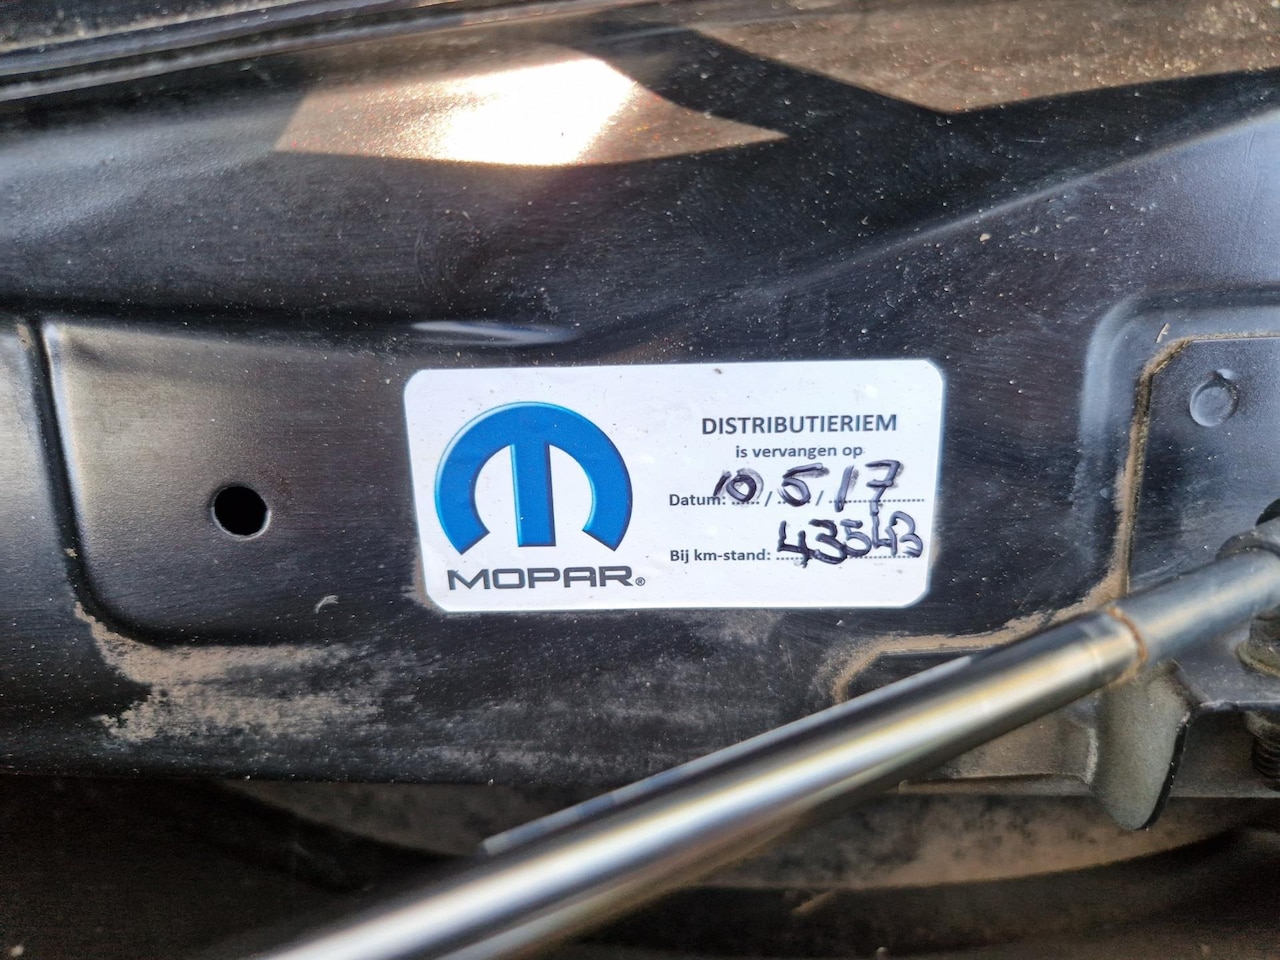 DISTRIBUTIERIEM
is vervangen op
Datum: 10 / 5 / 17
Bij km-stand: 43543
MOPAR®